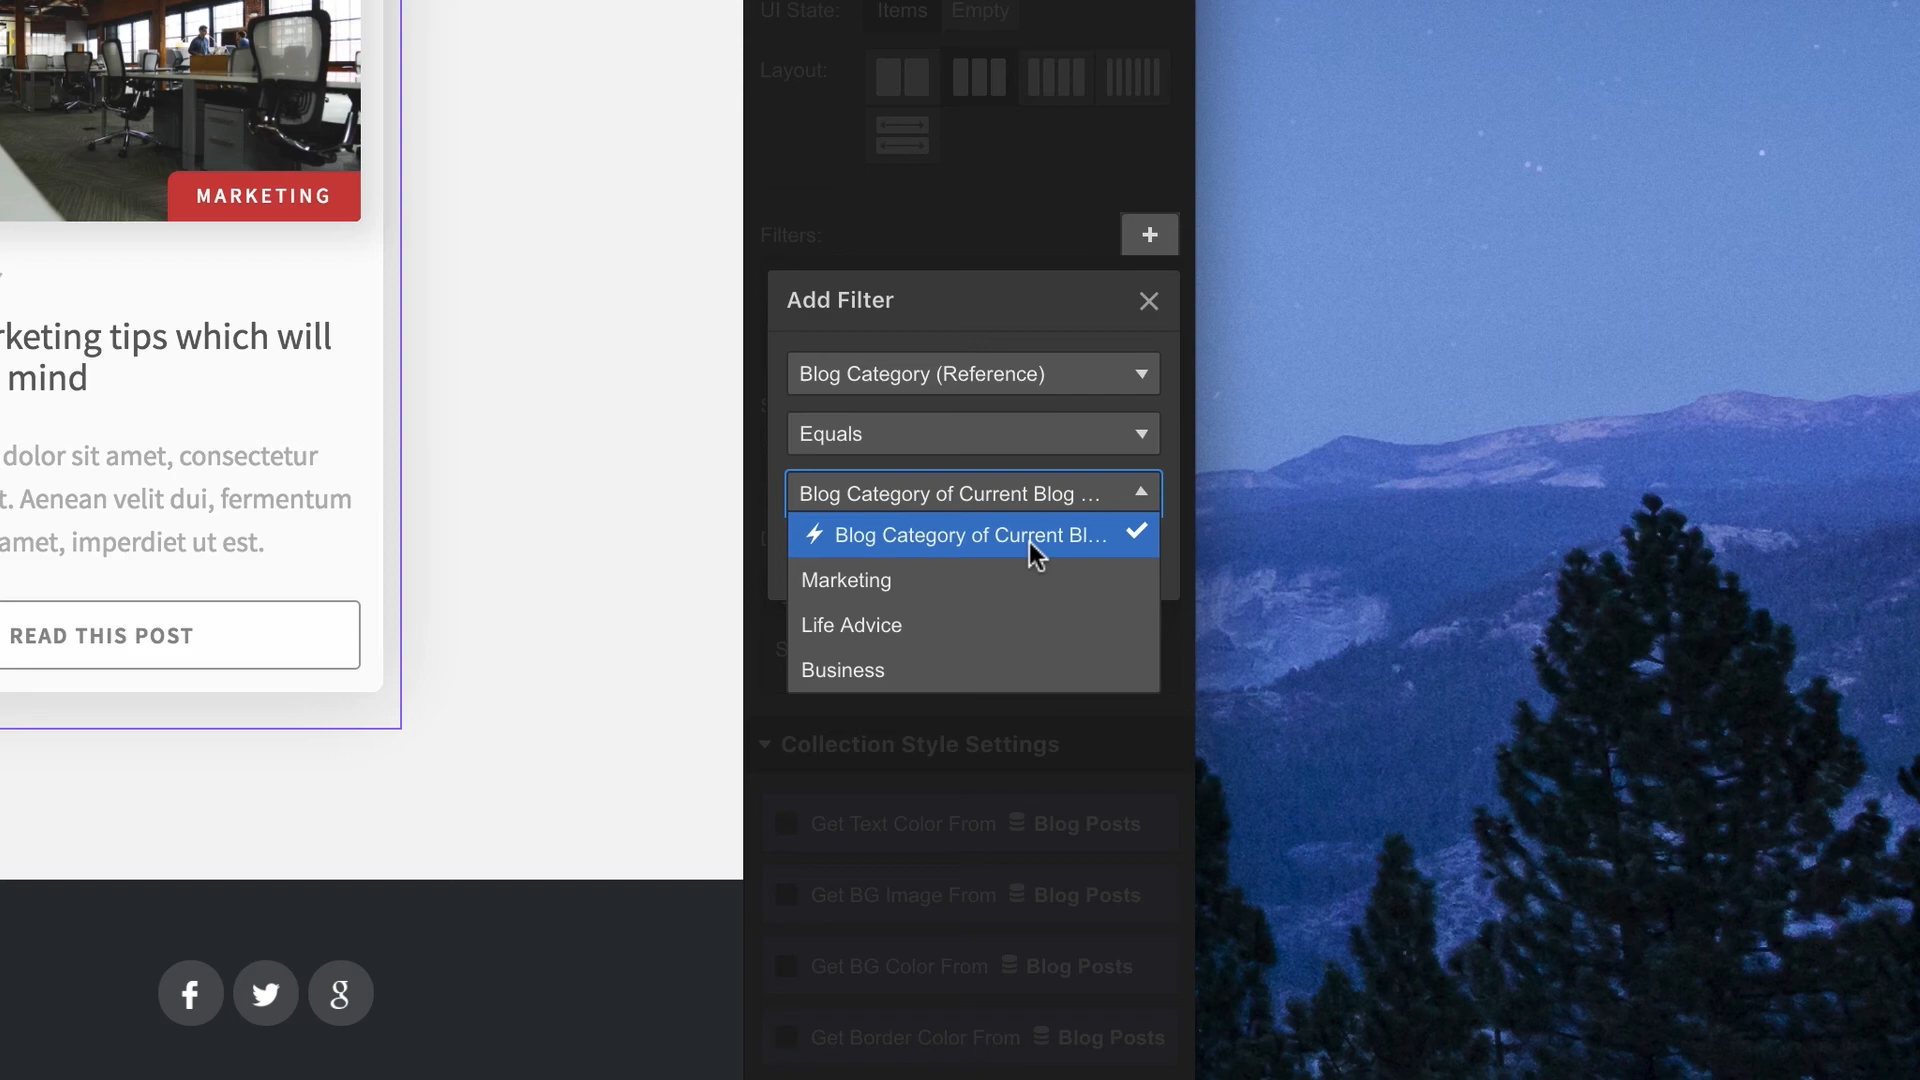 MARKETING
rketing tips which will
mind
dolor sit amet, consectetur
t. Aenean velit dui, fermentum
amet, imperdiet ut est.
READ THIS POST
UI State: Items Empty
Layout:
Filters: +
Add Filter
Blog Category (Reference)
Equals
Blog Category of Current Blog ...
Blog Category of Current Bl...
Marketing
Life Advice
Business
Collection Style Settings
Get Text Color From Blog Posts
Get BG Image From Blog Posts
Get BG Color From Blog Posts
Get Border Color From Blog Posts